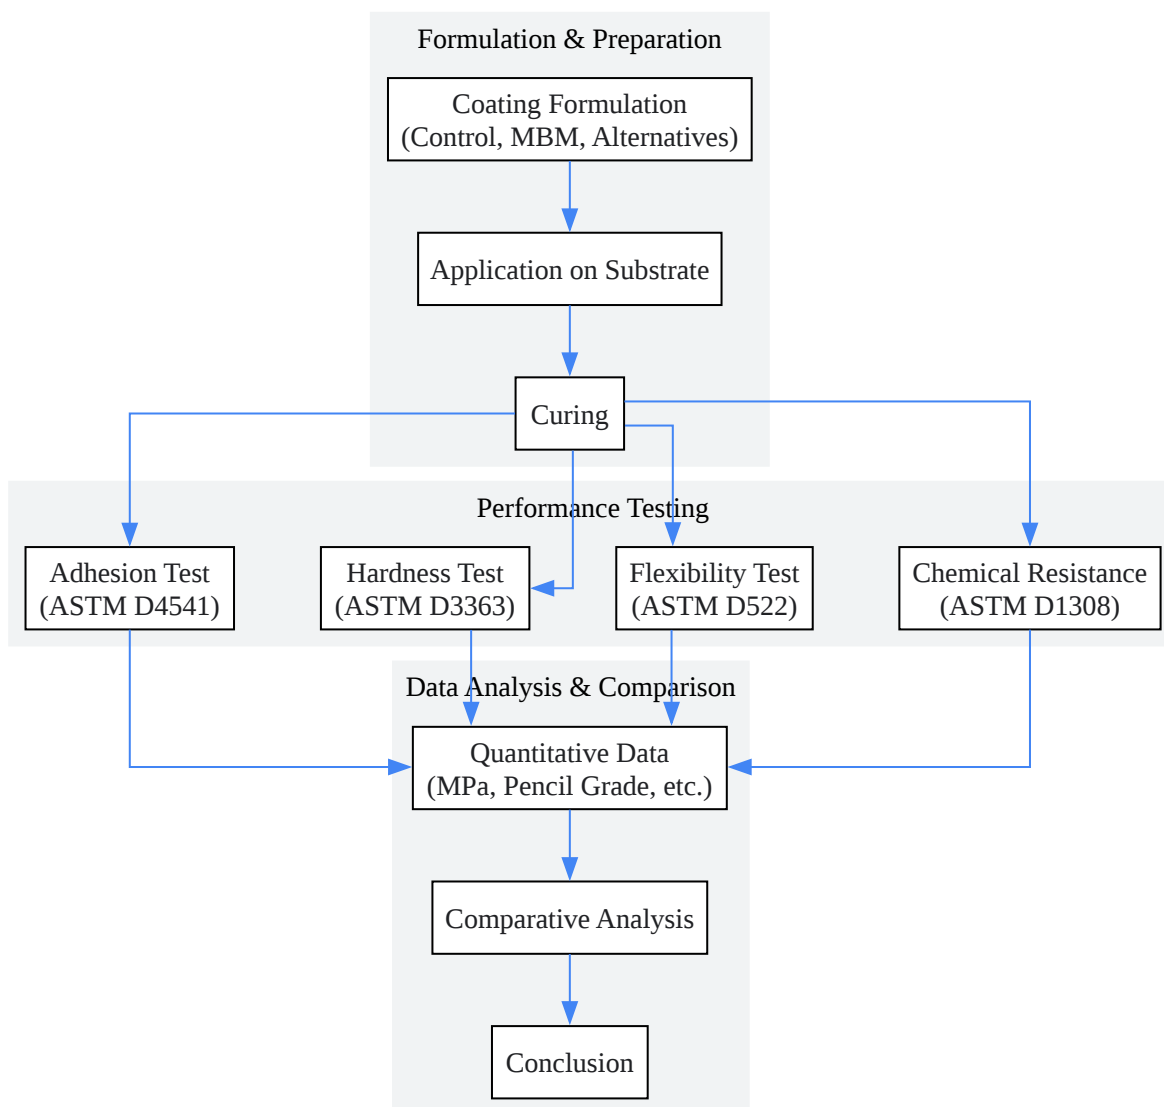 Formulation & Preparation
Coating Formulation
(Control, MBM, Alternatives)
Application on Substrate
Curing
Performance Testing
Adhesion Test
(ASTM D4541)
Hardness Test
(ASTM D3363)
Flexibility Test
(ASTM D522)
Chemical Resistance
(ASTM D1308)
Data Analysis & Comparison
Quantitative Data
(MPa, Pencil Grade, etc.)
Comparative Analysis
Conclusion